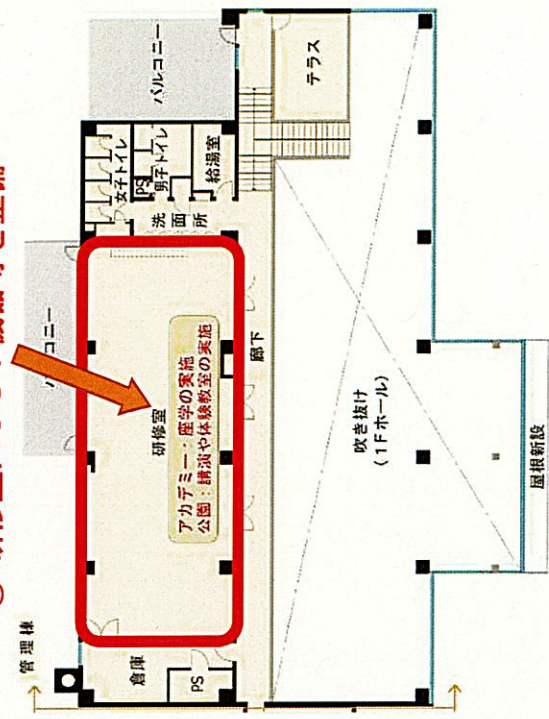 管理棟
バルコニー
バルコニー
女子トイレ
PS
男子トイレ
洗面所
給湯室
テラス
研修室
アカデミー：座学の実施
公園：講演や体験教室の実施
倉庫
PS
廊下
吹き抜け
（1Fホール）
屋根新設